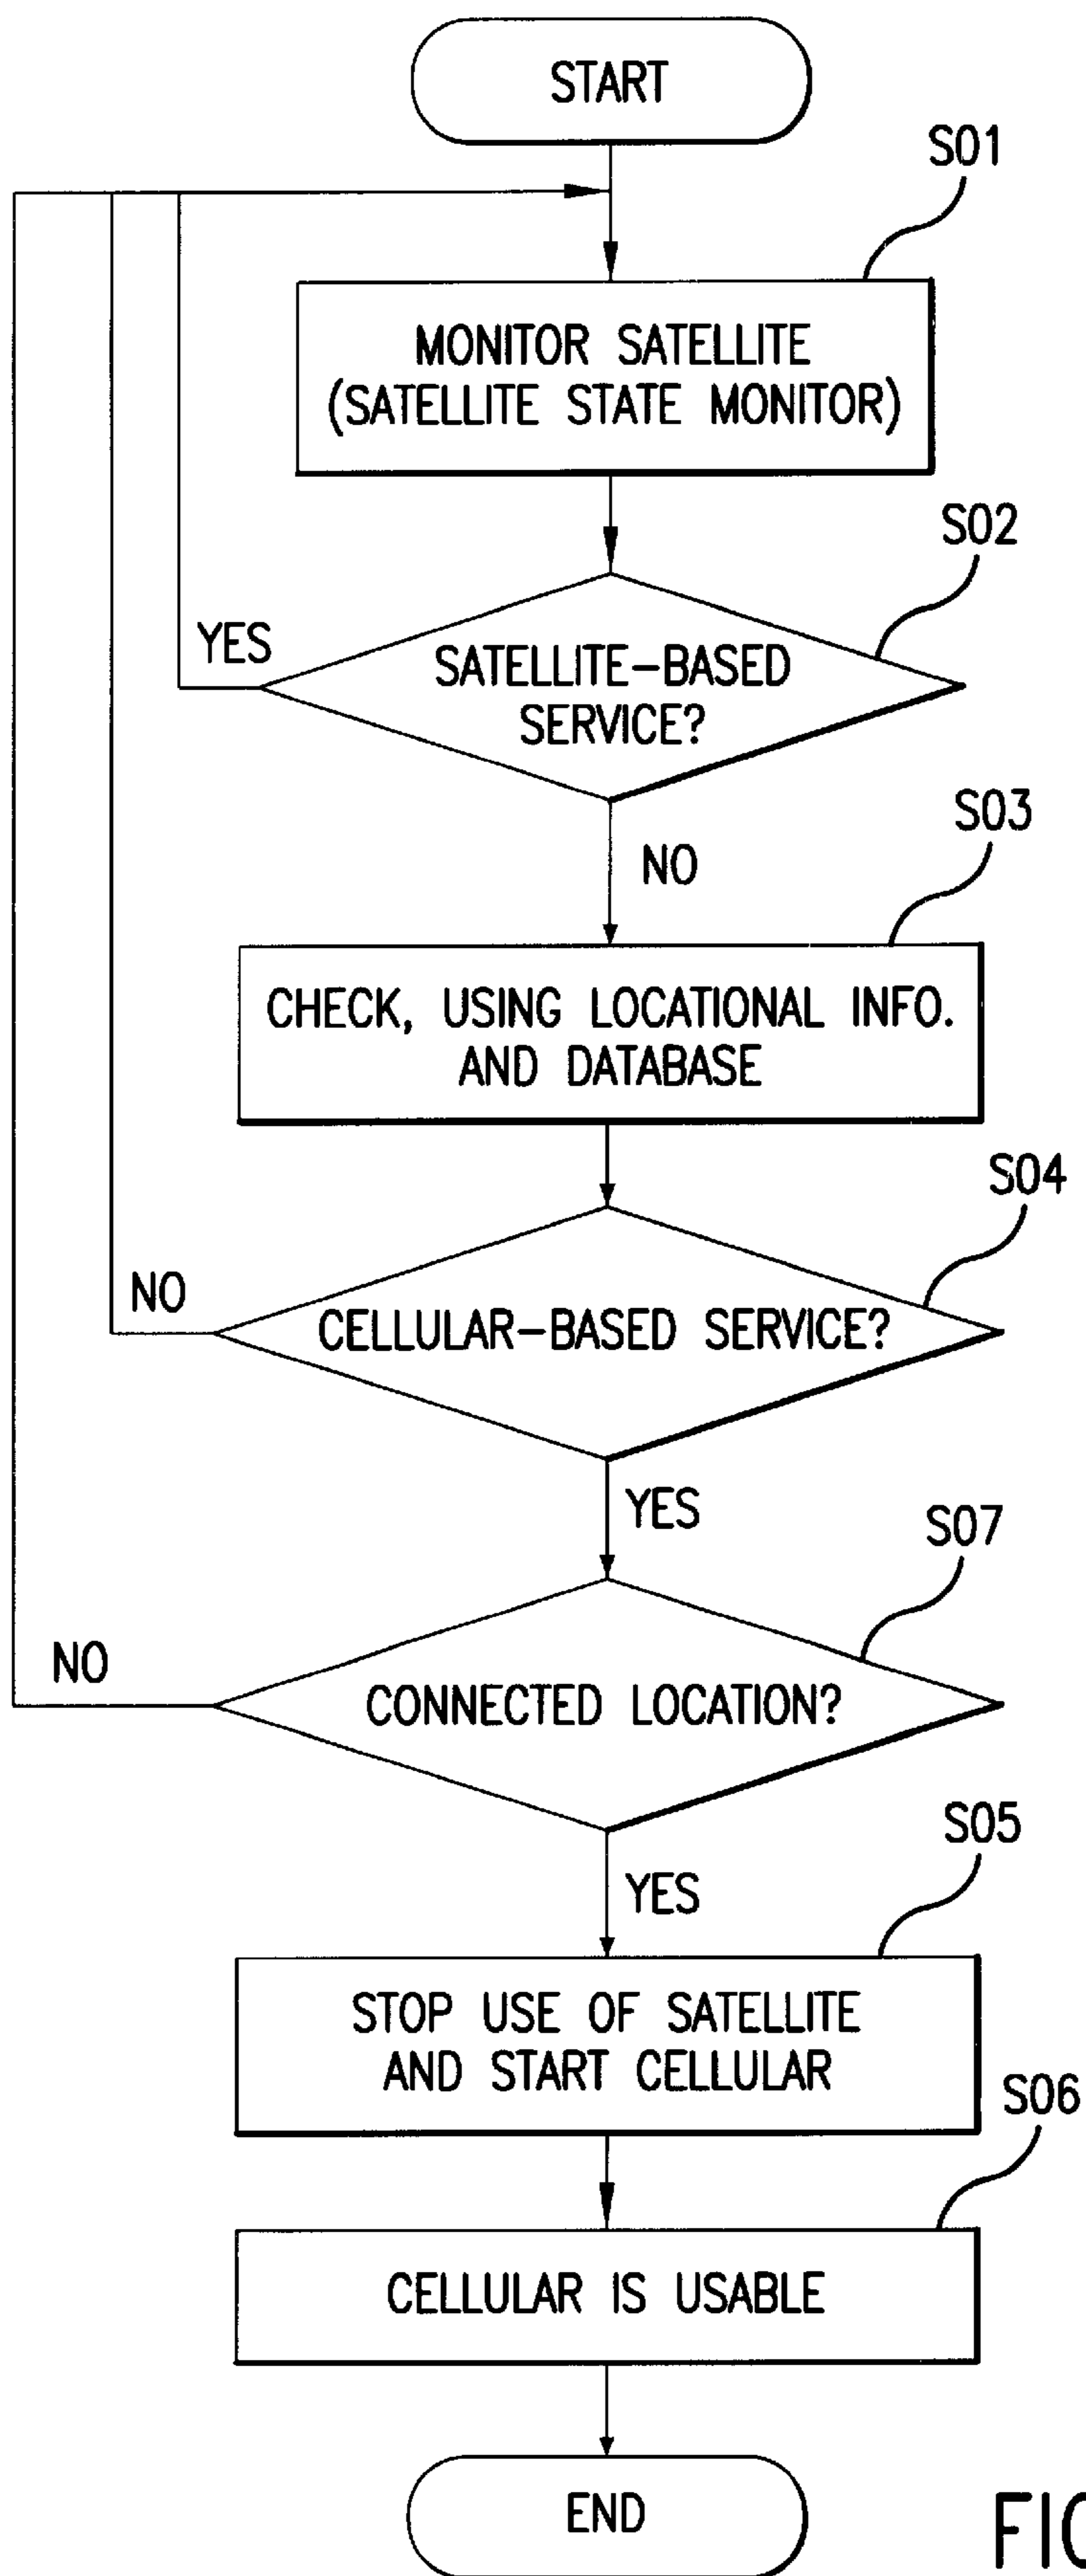 START
S01
MONITOR SATELLITE
(SATELLITE STATE MONITOR)
S02
YES
SATELLITE-BASED
SERVICE?
NO
S03
CHECK, USING LOCATIONAL INFO.
AND DATABASE
S04
NO
CELLULAR-BASED SERVICE?
YES
S07
NO
CONNECTED LOCATION?
YES
S05
STOP USE OF SATELLITE
AND START CELLULAR
S06
CELLULAR IS USABLE
END